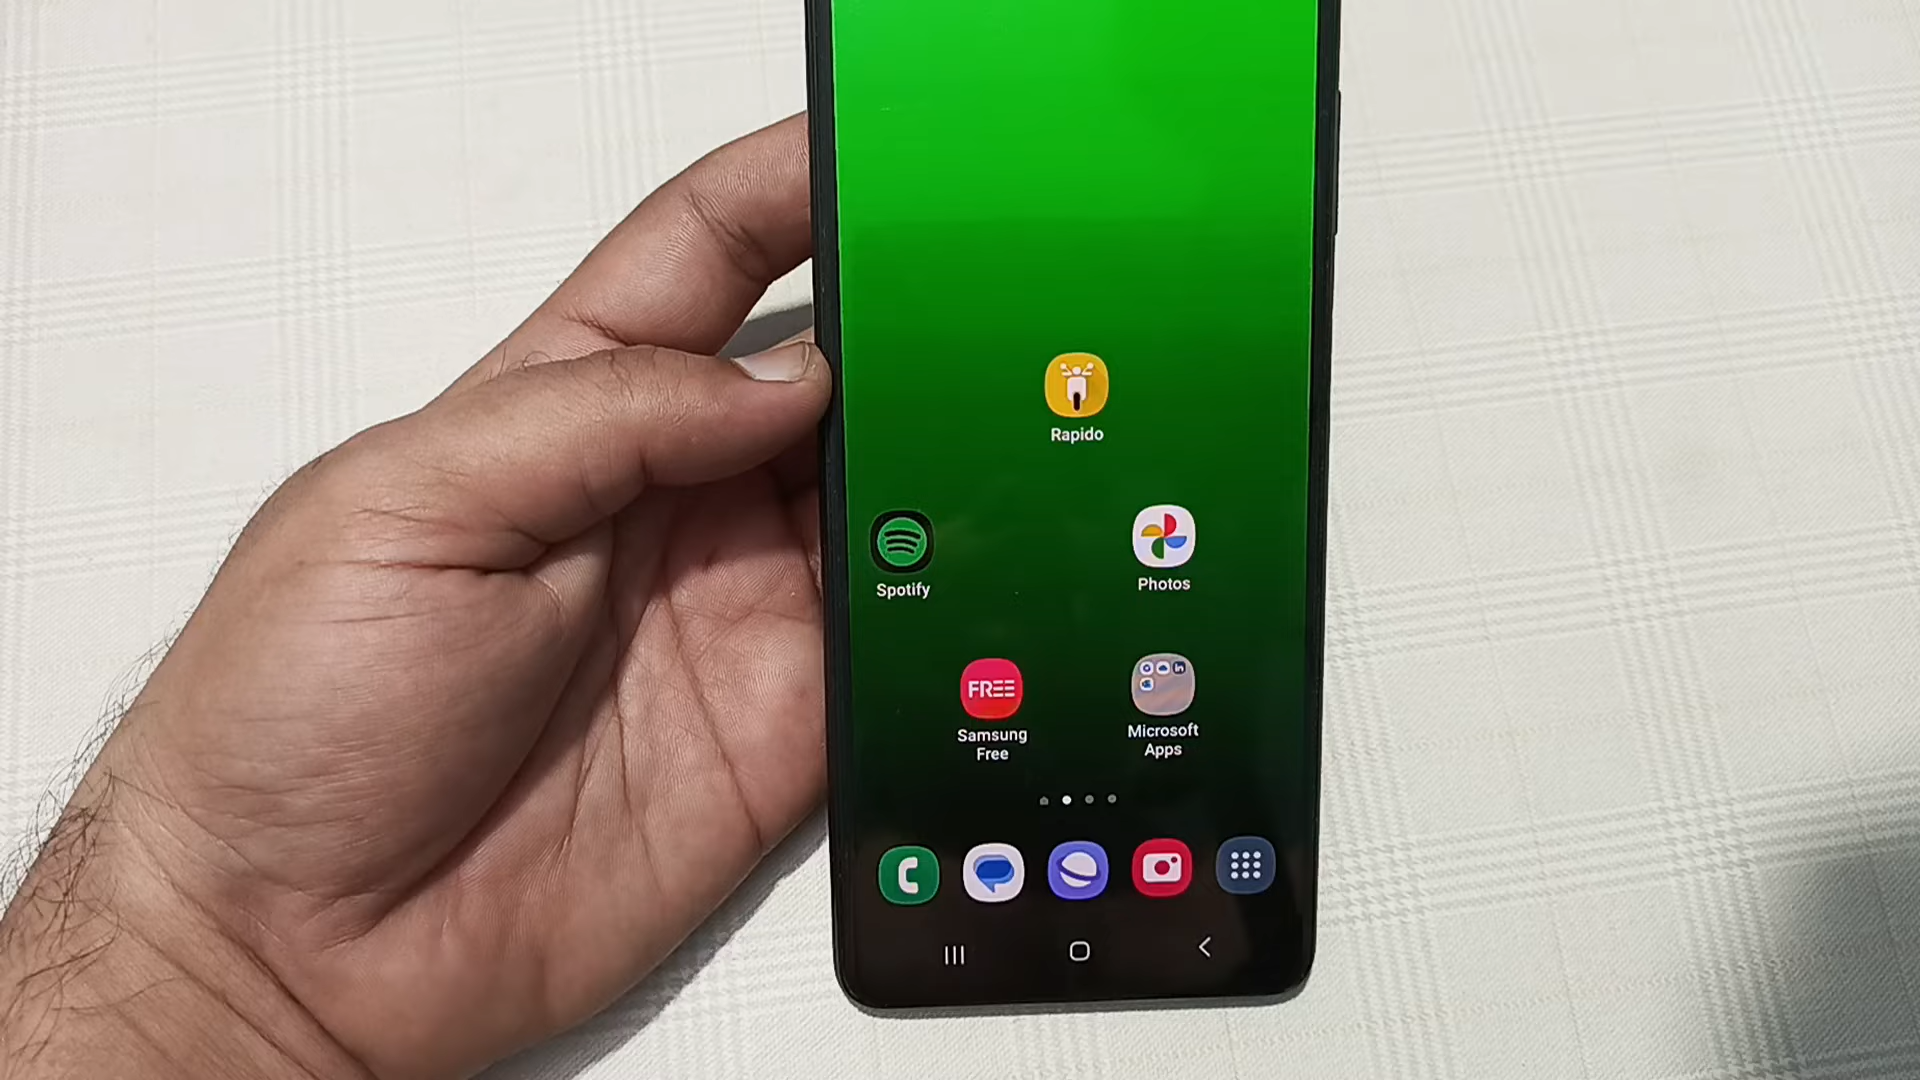 Rapido
Spotify
Photos
FREE
Samsung
Free
Microsoft
Apps